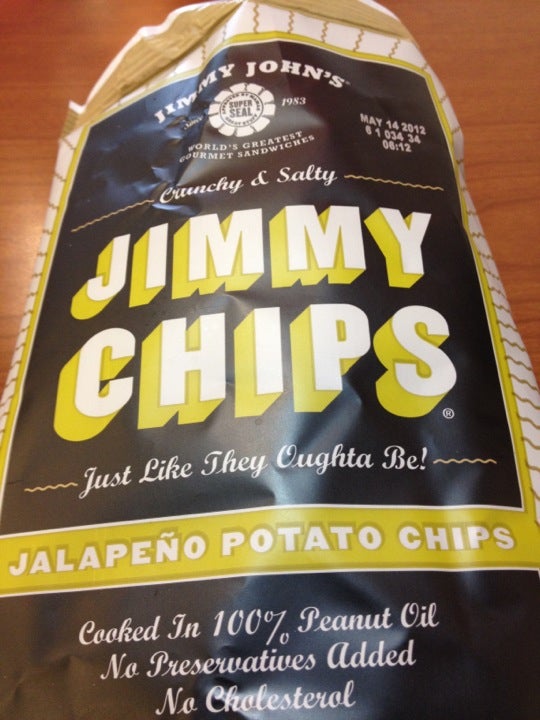 JIMMY JOHN'S
Since 1983
SUPER
SEAL
WORLD'S GREATEST
GOURMET SANDWICHES
MAY 14 2012
6 1 034 34
06:12
Crunchy & Salty
JIMMY
CHIPS®
Just Like They Oughta Be!
JALAPEÑO POTATO CHIPS
Cooked In 100% Peanut Oil
No Preservatives Added
No Cholesterol